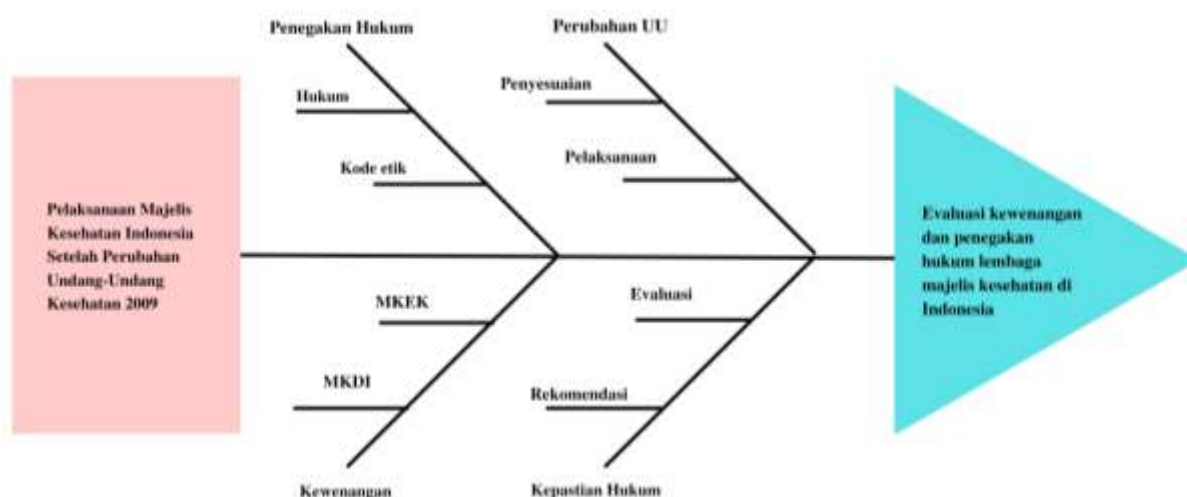 Penegakan Hukum
Perubahan UU
Hukum
Penyesuaian
Kode etik
Pelaksanaan
Pelaksanaan Majelis
Kesehatan Indonesia
Setelah Perubahan
Undang-Undang
Kesehatan 2009
Evaluasi kewenangan
dan penegakan
hukum lembaga
majelis kesehatan di
Indonesia
MKEK
Evaluasi
MKDI
Rekomendasi
Kewenangan
Kepastian Hukum